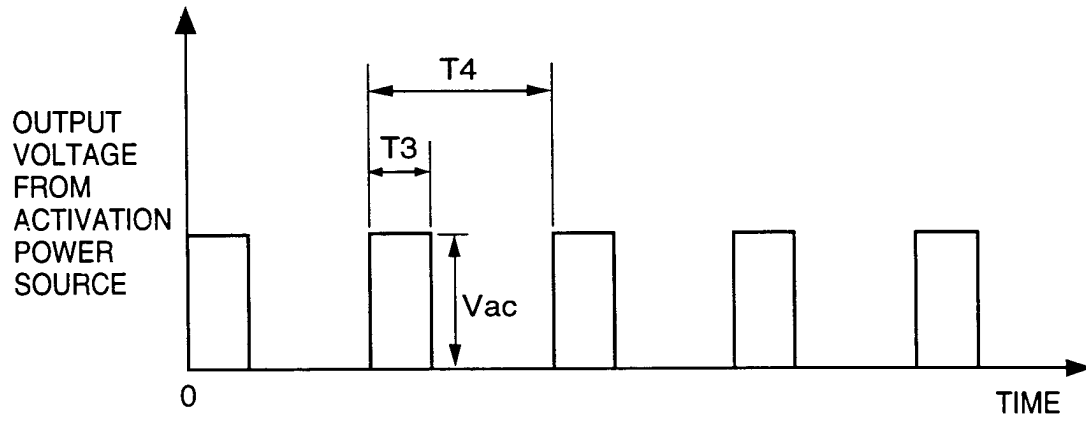 T4
T3
OUTPUT
VOLTAGE
FROM
ACTIVATION
POWER
SOURCE
Vac
0
TIME